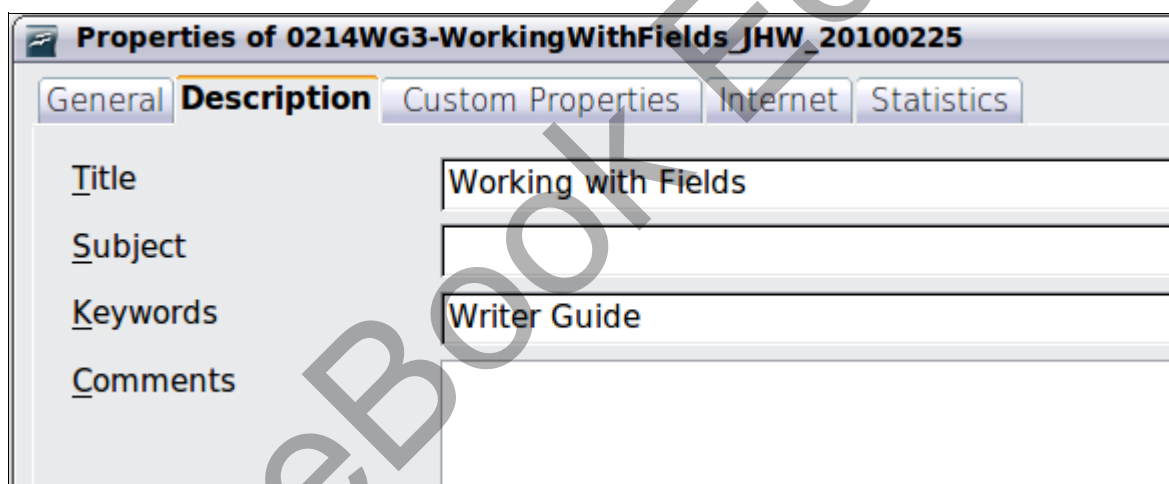 Properties of 0214WG3-WorkingWithFields_JHW_20100225
General Description Custom Properties Internet Statistics
Title Working with Fields
Subject
Keywords Writer Guide
Comments
eBook